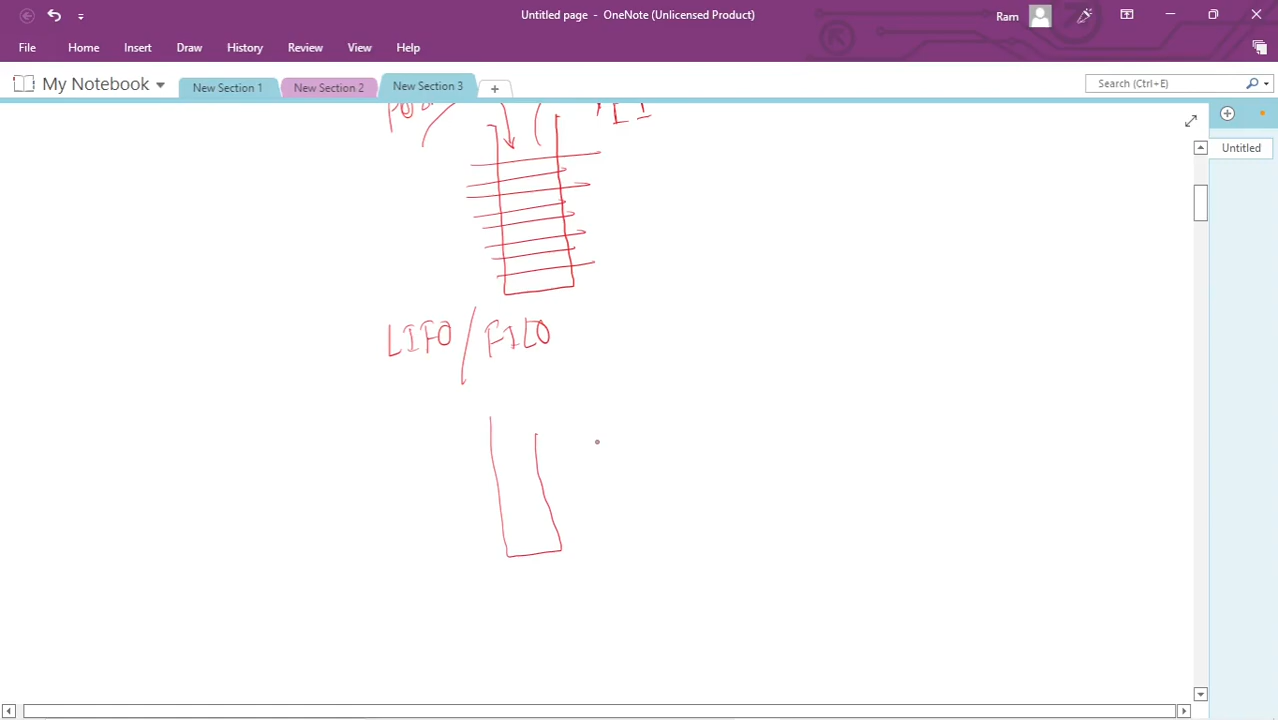 Untitled page - OneNote (Unlicensed Product)
Ram
File Home Insert Draw History Review View Help
My Notebook
New Section 1
New Section 2
New Section 3
Search (Ctrl+E)
Untitled
LIFO / FILO